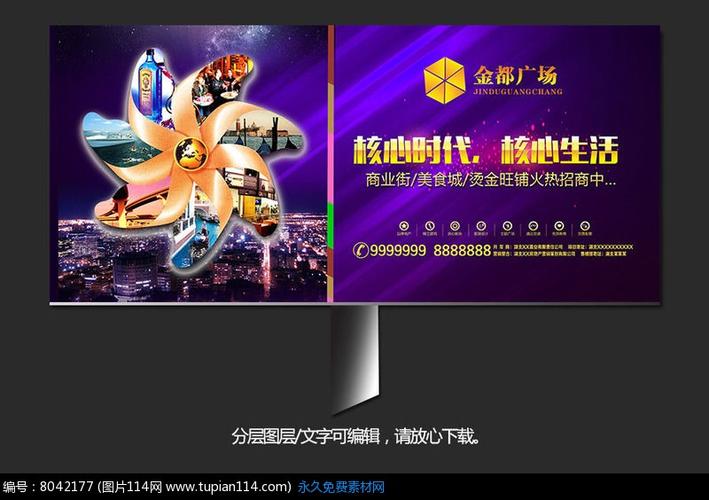 金都广场
JINDUGUANGCHANG
核心时代，核心生活
商业街/美食城/烫金旺铺火热招商中...
9999999 8888888
分层图层/文字可编辑，请放心下载。
编号：8042177 (图片114网 www.tupian114.com) 永久免费素材网